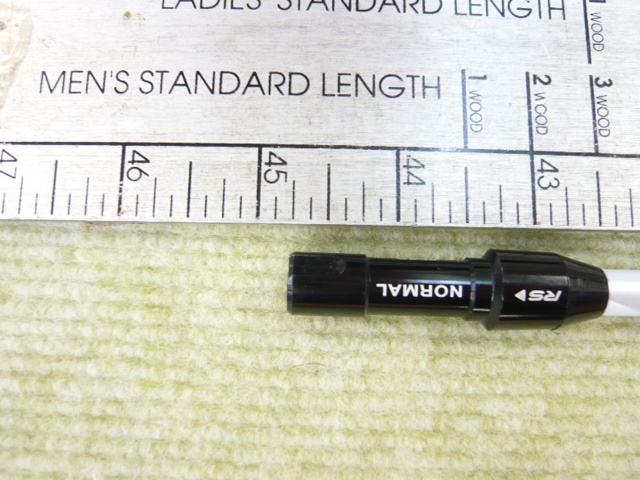 LADIES' STANDARD LENGTH
1 WOOD
MEN'S STANDARD LENGTH
1 WOOD
2 WOOD
3 WOOD
47 46 45 44 43
NORMAL
RS